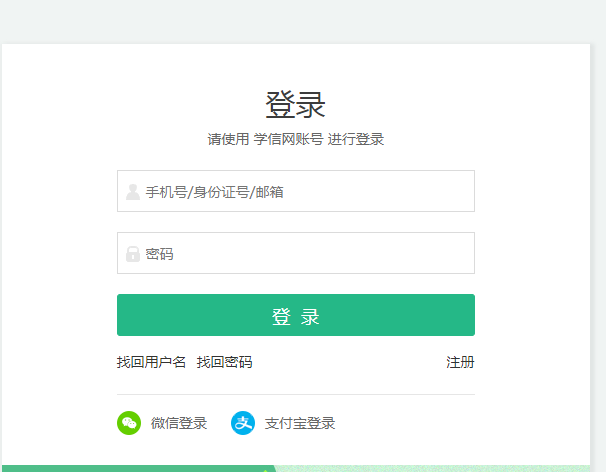 登录
请使用 学信网账号 进行登录
手机号/身份证号/邮箱
密码
登 录
找回用户名 找回密码 注册
微信登录 支付宝登录